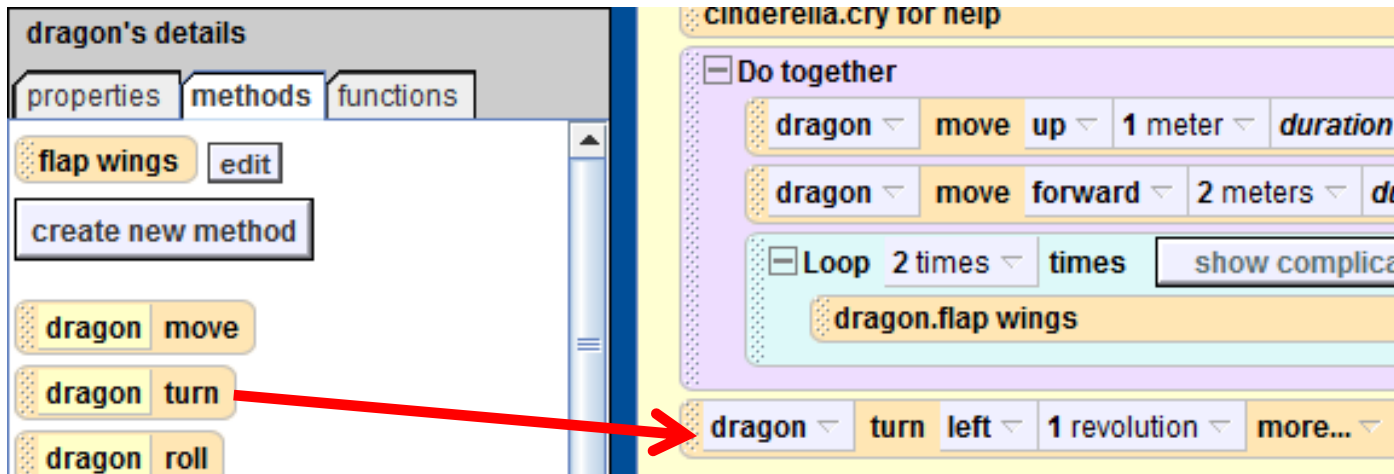 dragon's details
properties methods functions
flap wings edit
create new method
dragon move
dragon turn
dragon roll
cinderella.cry for help
Do together
dragon move up 1 meter duration
dragon move forward 2 meters
Loop 2 times times show complica
dragon.flap wings
dragon turn left 1 revolution more...